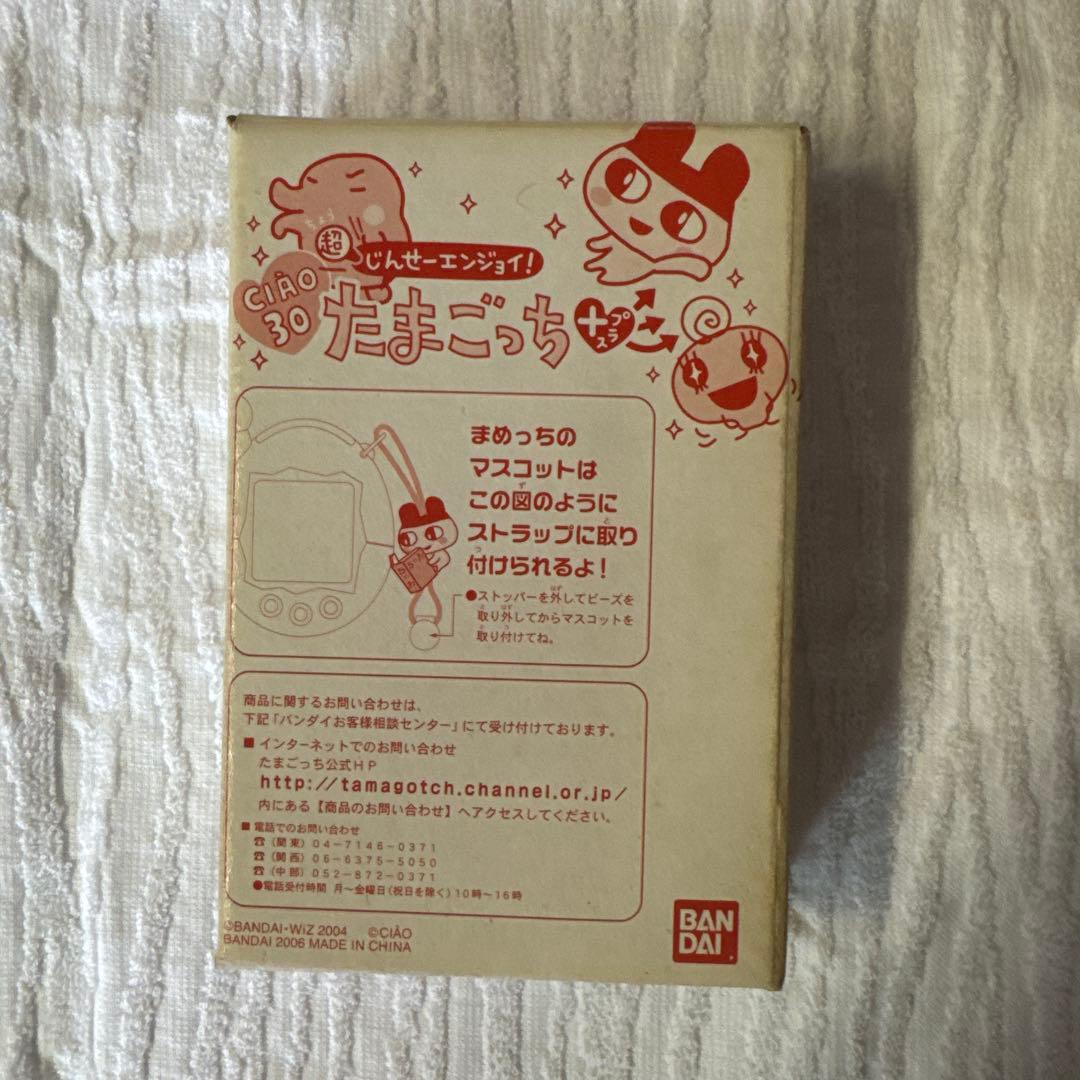 ちょう
超 じんせーエンジョイ!
CIÀO
30
たまごっち+プラス
まめっちの
マスコットは
この図のように
ストラップに取り
付けられるよ!
●ストッパーを外してビーズを
取り外してからマスコットを
取り付けてね。
商品に関するお問い合わせは、
下記「バンダイお客様相談センター」にて受け付けております。
■ インターネットでのお問い合わせ
たまごっち公式HP
http://tamagotch.channel.or.jp/
内にある【商品のお問い合わせ】へアクセスしてください。
■ 電話でのお問い合わせ
☎(関東)04-7146-0371
☎(関西)06-6375-5050
☎(中部)052-872-0371
●電話受付時間 月～金曜日(祝日を除く)10時～16時
©BANDAI・WiZ 2004 ©CIÀO
BANDAI 2006 MADE IN CHINA
BAN
DAI